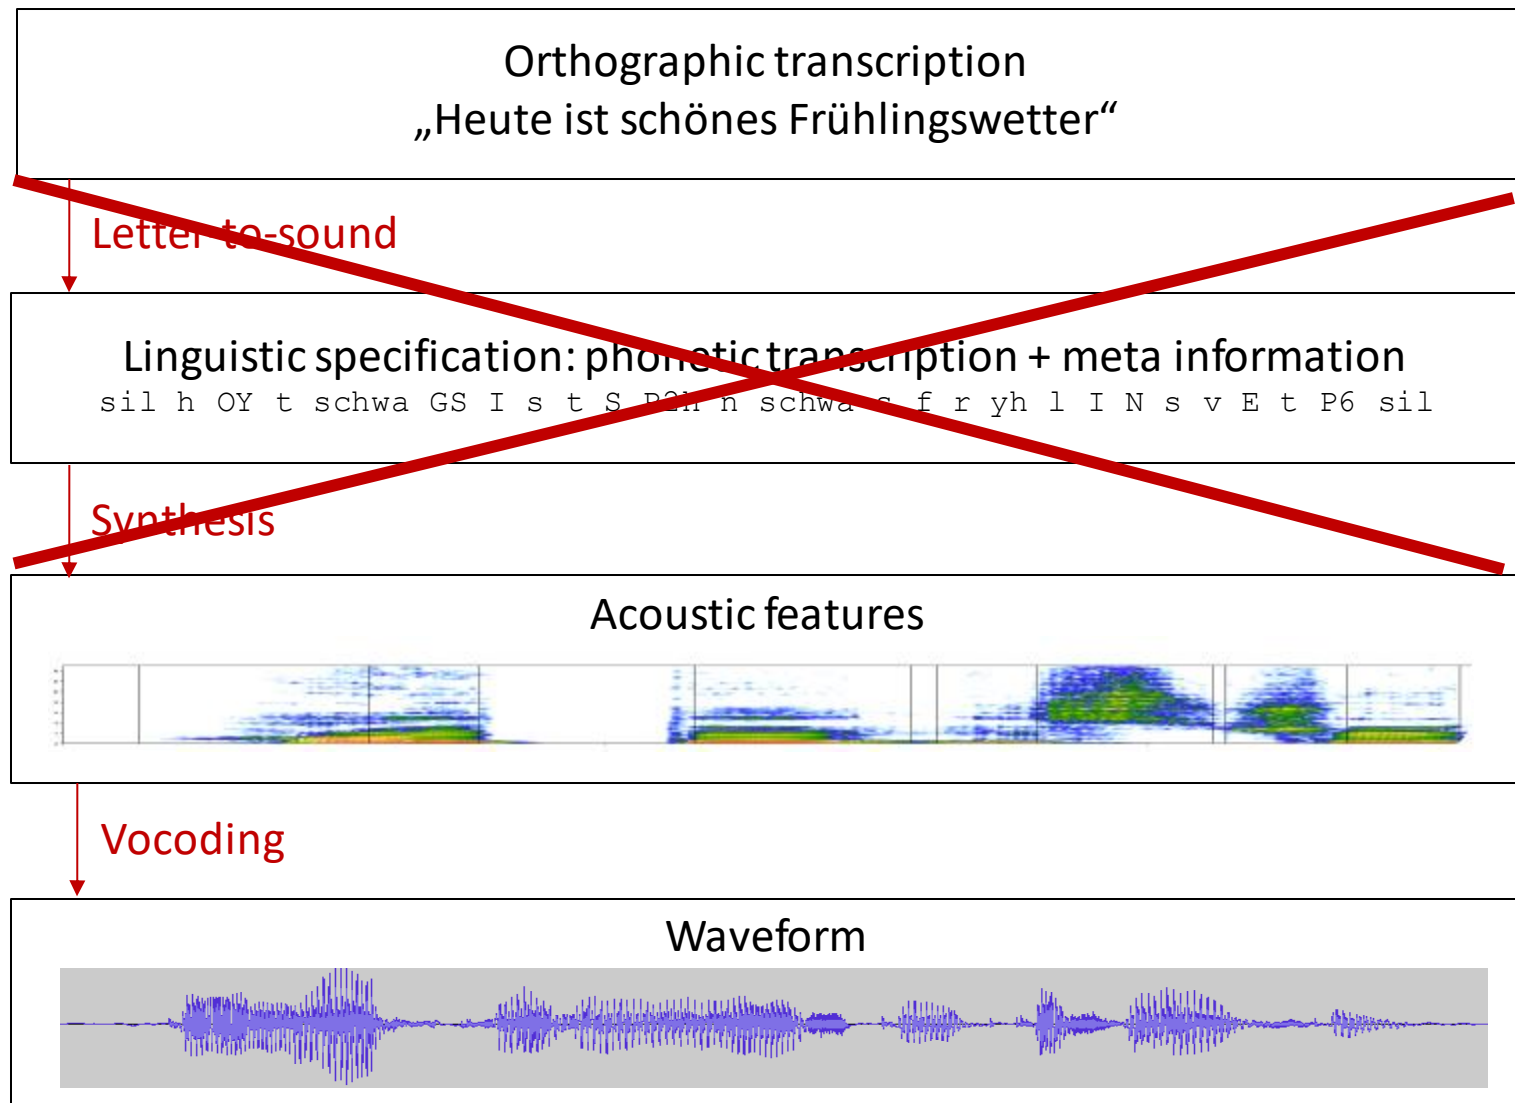 Orthographic transcription
„Heute ist schönes Frühlingswetter“
Letter-to-sound
Linguistic specification: phonetic transcription + meta information
sil h OY t schwa GS I s t S P2h n schwa s f r yh l I N s v E t P6 sil
Synthesis
Acoustic features
Vocoding
Waveform